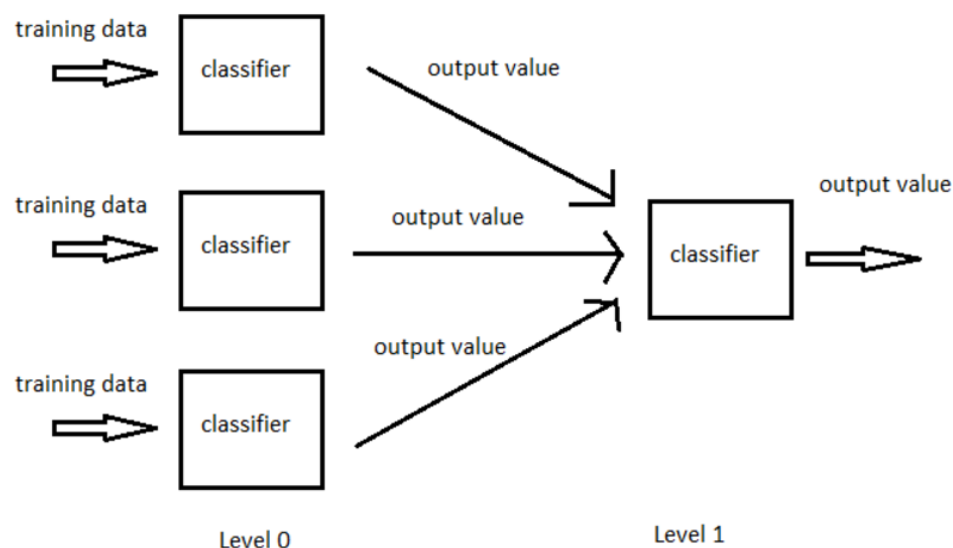 training data
classifier
output value
training data
classifier
output value
output value
classifier
output value
training data
classifier
Level 0
Level 1